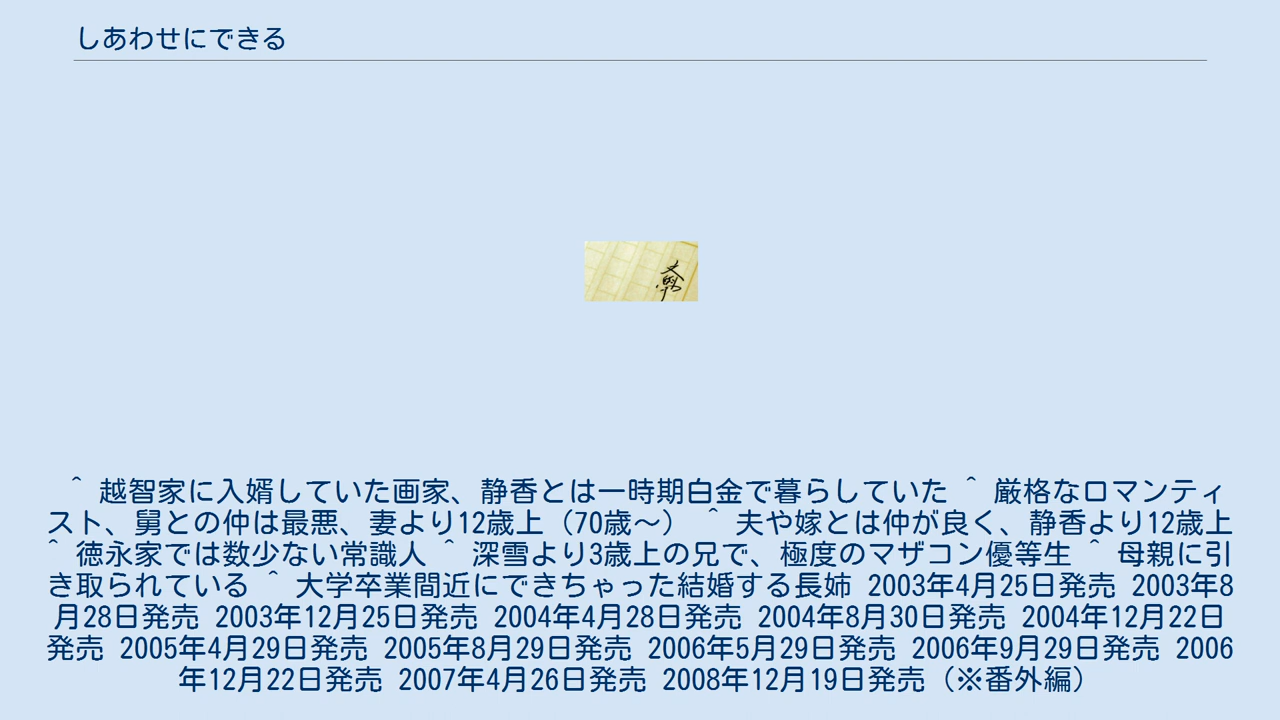 しあわせにできる
＾ 越智家に入婿していた画家、静香とは一時期白金で暮らしていた ＾ 厳格なロマンティ
スト、舅との仲は最悪、妻より12歳上（70歳～） ＾ 夫や嫁とは仲が良く、静香より12歳上
＾ 徳永家では数少ない常識人 ＾ 深雪より3歳上の兄で、極度のマザコン優等生 ＾ 母親に引
き取られている ＾ 大学卒業間近にできちゃった結婚する長姉 2003年4月25日発売 2003年8
月28日発売 2003年12月25日発売 2004年4月28日発売 2004年8月30日発売 2004年12月22日
発売 2005年4月29日発売 2005年8月29日発売 2006年5月29日発売 2006年9月29日発売 2006
年12月22日発売 2007年4月26日発売 2008年12月19日発売（※番外編）